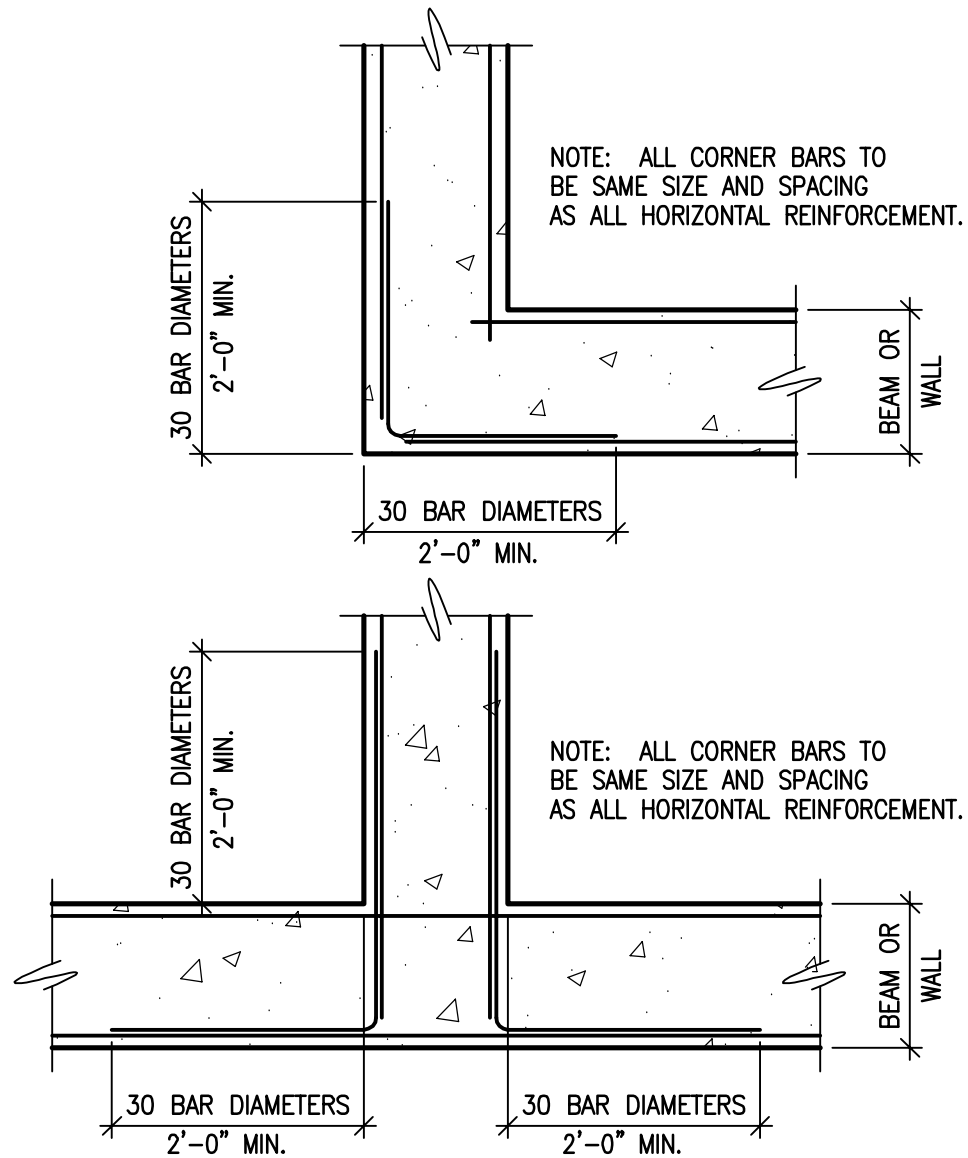 NOTE: ALL CORNER BARS TO
BE SAME SIZE AND SPACING
AS ALL HORIZONTAL REINFORCEMENT.
30 BAR DIAMETERS
2'-0" MIN.
BEAM OR
WALL
30 BAR DIAMETERS
2'-0" MIN.
30 BAR DIAMETERS
2'-0" MIN.
NOTE: ALL CORNER BARS TO
BE SAME SIZE AND SPACING
AS ALL HORIZONTAL REINFORCEMENT.
BEAM OR
WALL
30 BAR DIAMETERS
2'-0" MIN.
30 BAR DIAMETERS
2'-0" MIN.